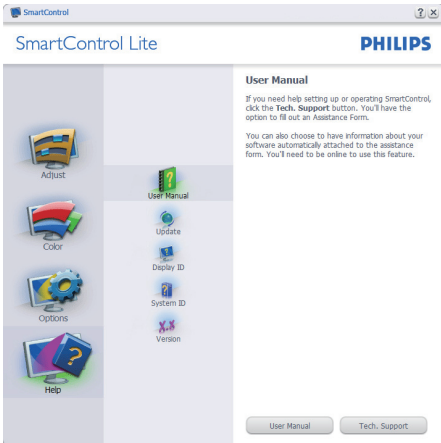 SmartControl
SmartControl Lite
PHILIPS
Adjust
Color
Options
Help
User Manual
Update
Display ID
System ID
X.X
Version
User Manual
If you need help setting up or operating SmartControl,
click the Tech. Support button. You'll have the
option to fill out an Assistance Form.
You can also choose to have information about your
software automatically attached to the assistance
form. You'll need to be online to use this feature.
User Manual
Tech. Support